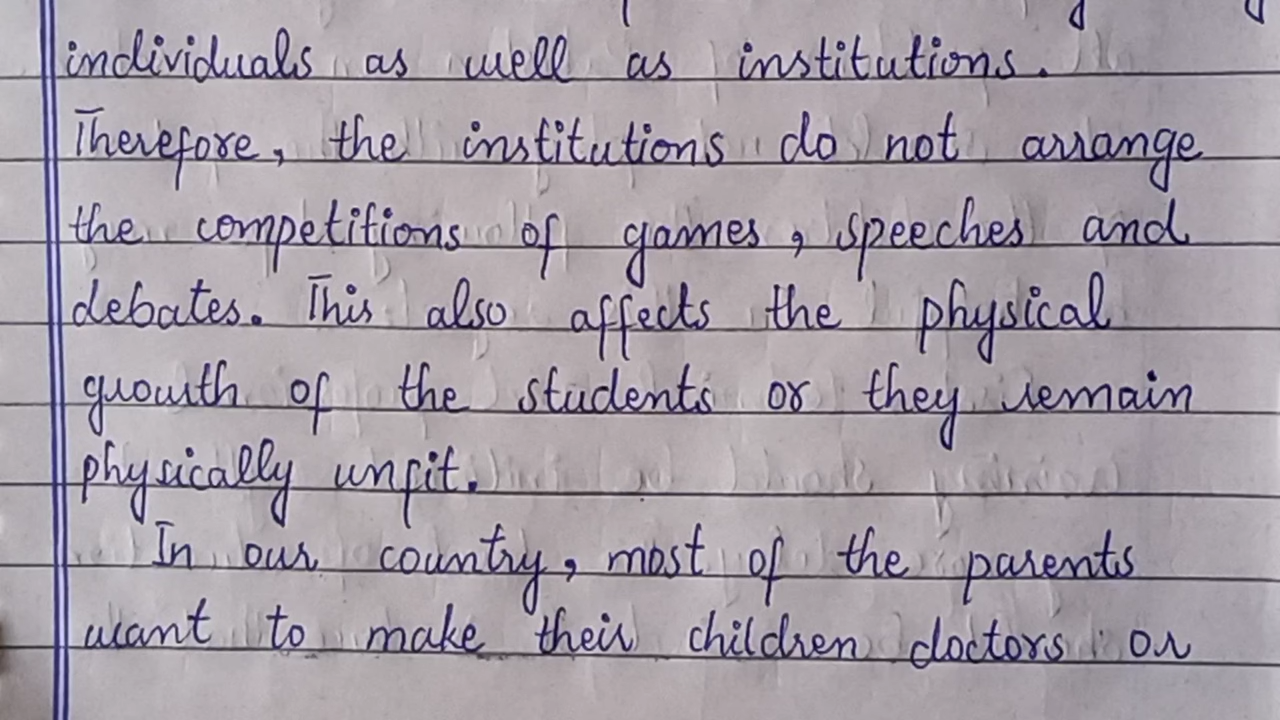 individuals as well as institutions.
Therefore, the institutions do not arrange
the competitions of games, speeches and
debates. This also affects the physical
growth of the students or they remain
physically unfit.
In our country, most of the parents
want to make their children doctors or